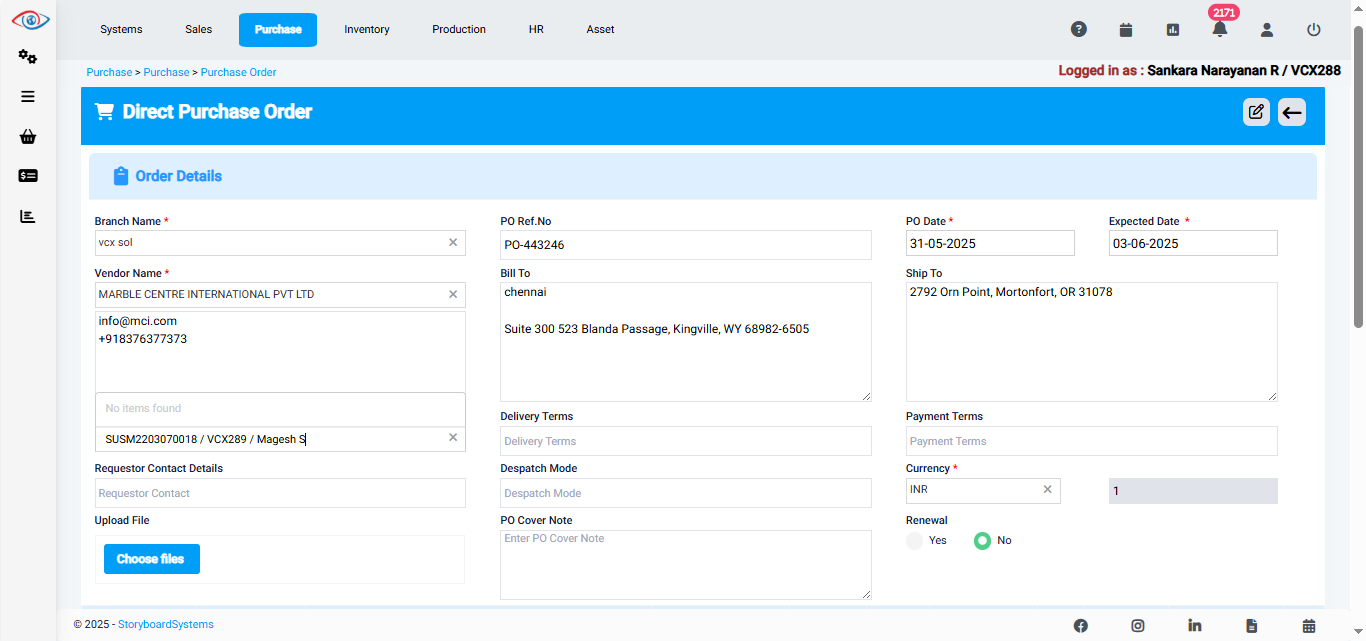 2171
Systems Sales Purchase Inventory Production HR Asset
Purchase > Purchase > Purchase Order
Logged in as : Sankara Narayanan R / VCX288
Direct Purchase Order
Order Details
Branch Name *
vcx sol
PO Ref.No
PO-443246
PO Date *
31-05-2025
Expected Date *
03-06-2025
Vendor Name *
MARBLE CENTRE INTERNATIONAL PVT LTD
info@mci.com
+918376377373
Bill To
chennai
Suite 300 523 Blanda Passage, Kingville, WY 68982-6505
Ship To
2792 Orn Point, Mortonfort, OR 31078
No items found
SUSM2203070018 / VCX289 / Magesh S
Delivery Terms
Delivery Terms
Payment Terms
Payment Terms
Requestor Contact Details
Requestor Contact
Despatch Mode
Despatch Mode
Currency *
INR
1
Upload File
Choose files
PO Cover Note
Enter PO Cover Note
Renewal
Yes No
© 2025 - StoryboardSystems